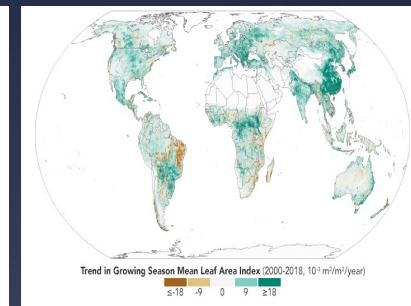 Trend in Growing Season Mean Leaf Area Index (2000-2018, 10⁻³ m²/m²/year)
≤-18 -9 0 9 ≥18